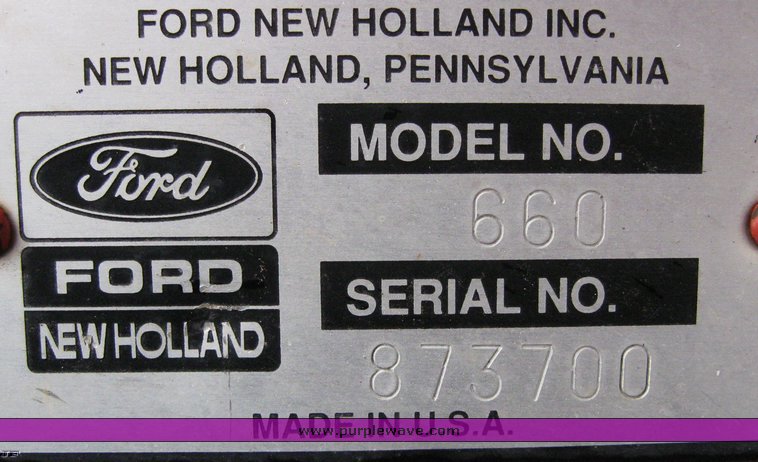 FORD NEW HOLLAND INC.
NEW HOLLAND, PENNSYLVANIA
Ford
FORD
NEW HOLLAND
MODEL NO.
660
SERIAL NO.
873700
MADE IN U.S.A.
www.purplewave.com